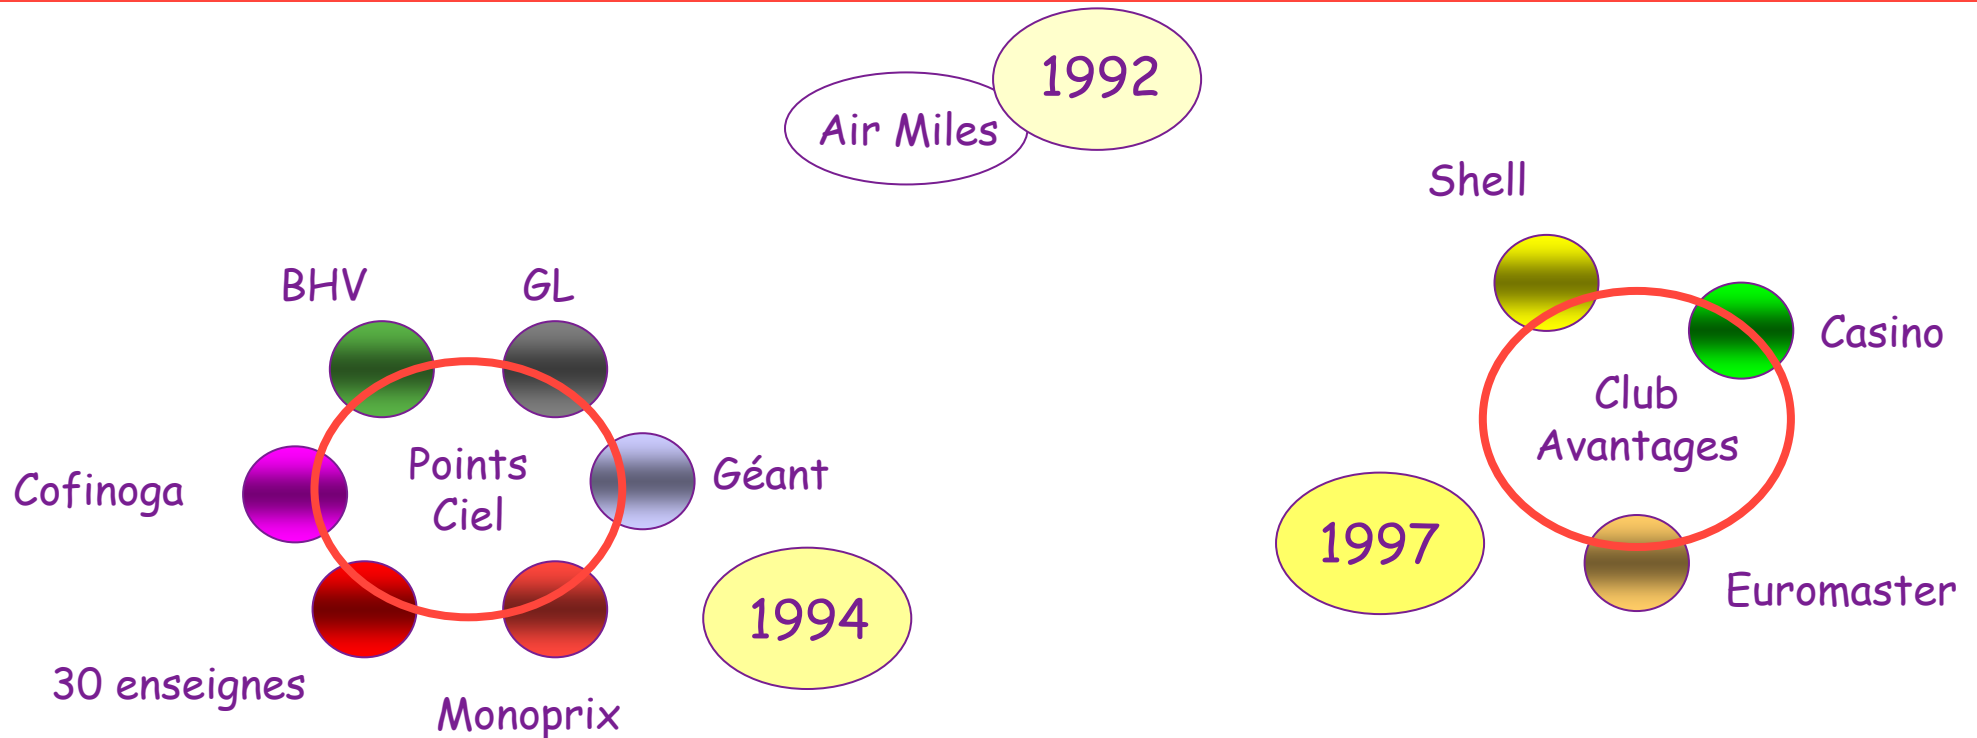 1992
Air Miles
Shell
BHV
GL
Casino
Club
Avantages
Points
Ciel
Cofinoga
Géant
1997
1994
Euromaster
30 enseignes
Monoprix